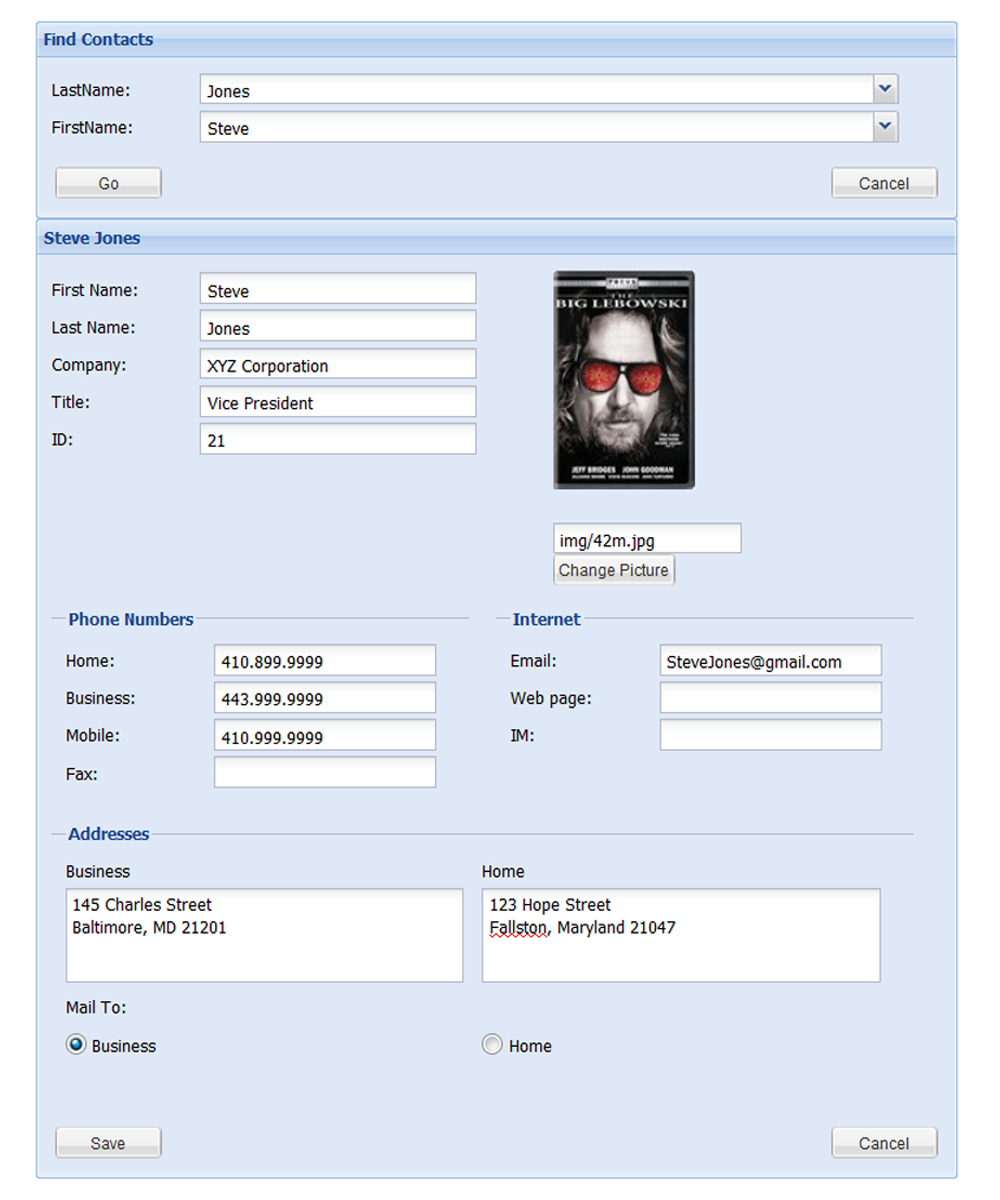 Find Contacts
LastName: Jones
FirstName: Steve
Go Cancel
Steve Jones
First Name: Steve
Last Name: Jones
Company: XYZ Corporation
Title: Vice President
ID: 21
THE
BIG LEBOWSKI
JEFF BRIDGES JOHN GOODMAN
img/42m.jpg
Change Picture
Phone Numbers
Home: 410.899.9999
Business: 443.999.9999
Mobile: 410.999.9999
Fax:
Internet
Email: SteveJones@gmail.com
Web page:
IM:
Addresses
Business
145 Charles Street
Baltimore, MD 21201
Home
123 Hope Street
Fallston, Maryland 21047
Mail To:
Business Home
Save Cancel